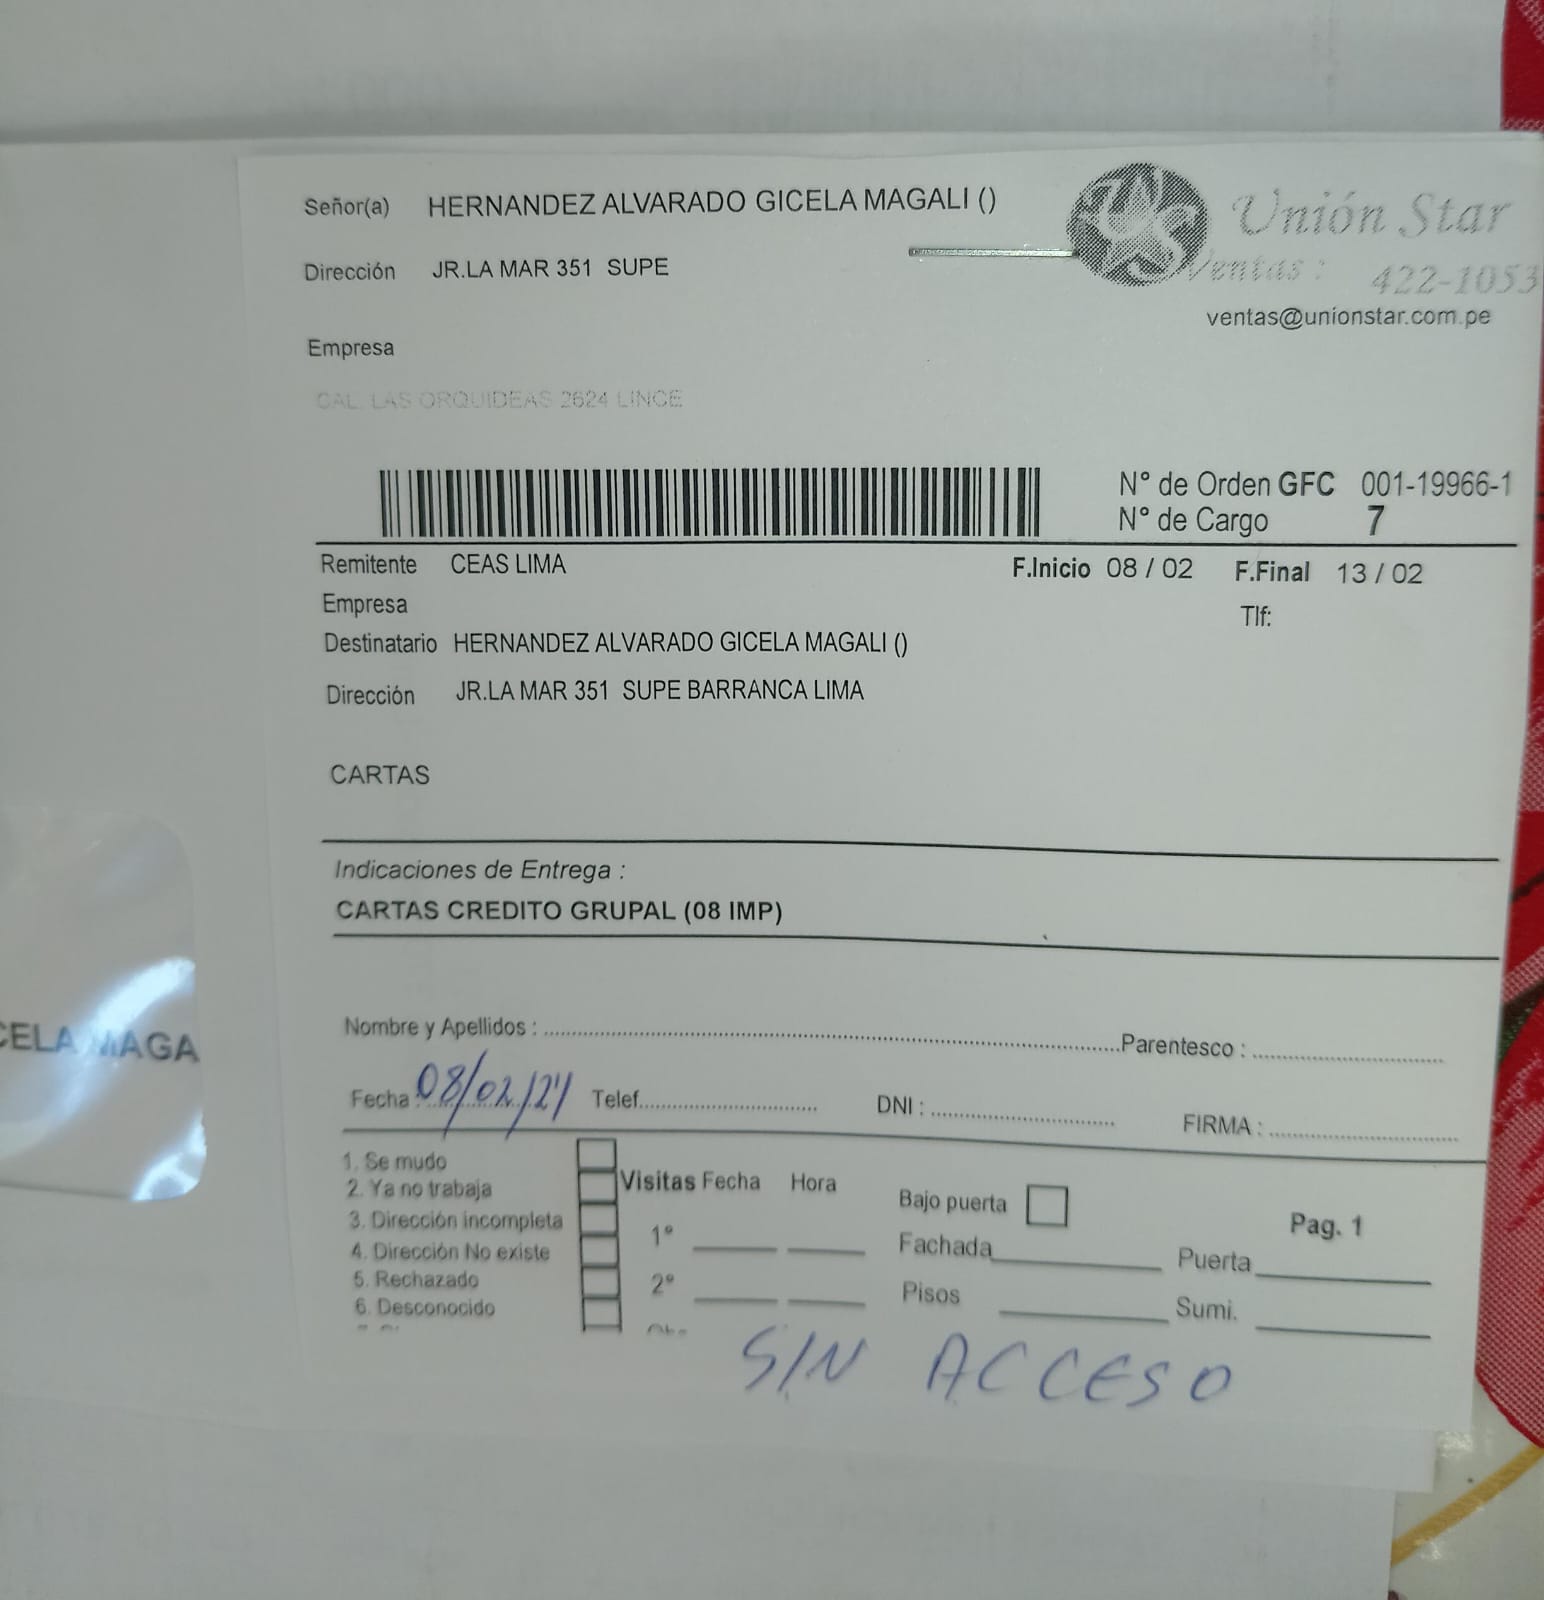 Señor(a) HERNANDEZ ALVARADO GICELA MAGALI ()
Unión Star
Dirección JR.LA MAR 351 SUPE
Ventas : 422-1053
ventas@unionstar.com.pe
Empresa
CAL. LAS ORQUIDEAS 2624 LINCE
N° de Orden GFC 001-19966-1
N° de Cargo 7
Remitente CEAS LIMA F.Inicio 08 / 02 F.Final 13 / 02
Empresa Tlf:
Destinatario HERNANDEZ ALVARADO GICELA MAGALI ()
Dirección JR.LA MAR 351 SUPE BARRANCA LIMA
CARTAS
Indicaciones de Entrega :
CARTAS CREDITO GRUPAL (08 IMP)
CELA MAGA
Nombre y Apellidos : Parentesco :
Fecha : 08/02/24 Telef. DNI : FIRMA :
1. Se mudo
2. Ya no trabaja
3. Dirección incompleta
4. Dirección No existe
5. Rechazado
6. Desconocido
Visitas Fecha Hora
1º
2º
Bajo puerta
Fachada Puerta
Pisos Sumi.
Pag. 1
SIN ACCESO